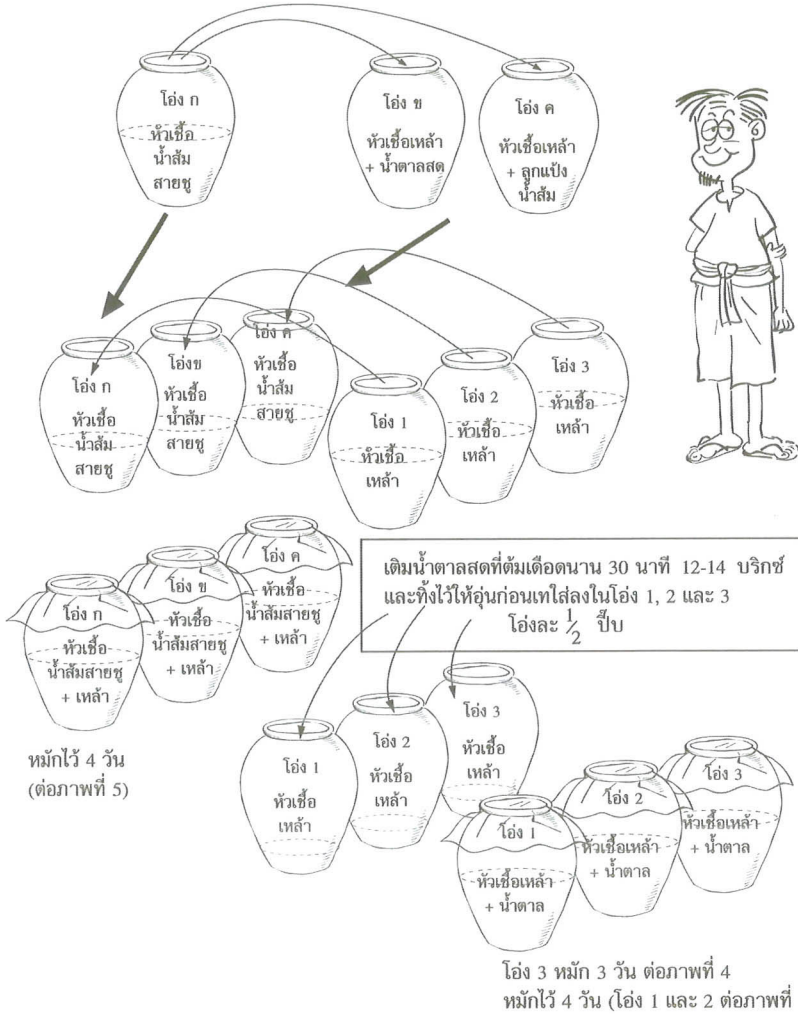 โอ่ง ก
หัวเชื้อ
น้ำส้ม
สายชู
โอ่ง ข
หัวเชื้อเหล้า
+ น้ำตาลสด
โอ่ง ค
หัวเชื้อเหล้า
+ ลูกแป้ง
น้ำส้ม
โอ่ง ก
หัวเชื้อ
น้ำส้ม
สายชู
โอ่งข
หัวเชื้อ
น้ำส้ม
สายชู
โอ่ง ค
หัวเชื้อ
น้ำส้ม
สายชู
โอ่ง 1
หัวเชื้อ
เหล้า
โอ่ง 2
หัวเชื้อ
เหล้า
โอ่ง 3
หัวเชื้อ
เหล้า
โอ่ง ก
หัวเชื้อ
น้ำส้มสายชู
+ เหล้า
โอ่ง ข
หัวเชื้อ
น้ำส้มสายชู
+ เหล้า
โอ่ง ค
หัวเชื้อ
น้ำส้มสายชู
+ เหล้า
หมักไว้ 4 วัน
(ต่อภาพที่ 5)
เติมน้ำตาลสดที่ต้มเดือดนาน 30 นาที 12-14 บริกซ์
และทิ้งไว้ให้อุ่นก่อนเทใส่ลงในโอ่ง 1, 2 และ 3
โอ่งละ 1/2 ปี๊บ
โอ่ง 1
หัวเชื้อ
เหล้า
โอ่ง 2
หัวเชื้อ
เหล้า
โอ่ง 3
หัวเชื้อ
เหล้า
โอ่ง 1
หัวเชื้อเหล้า
+ น้ำตาล
โอ่ง 2
หัวเชื้อเหล้า
+ น้ำตาล
โอ่ง 3
หัวเชื้อเหล้า
+ น้ำตาล
โอ่ง 3 หมัก 3 วัน ต่อภาพที่ 4
หมักไว้ 4 วัน (โอ่ง 1 และ 2 ต่อภาพที่